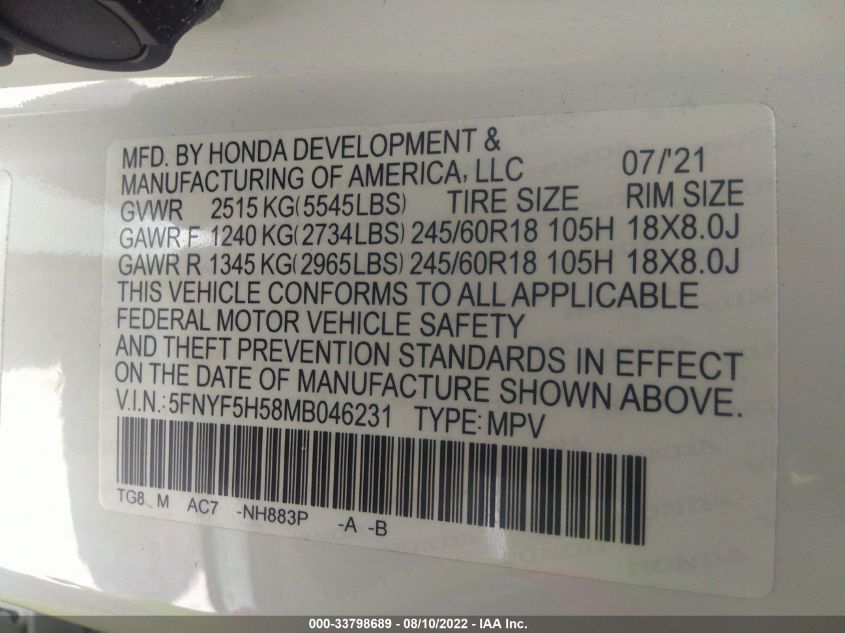 MFD. BY HONDA DEVELOPMENT &
MANUFACTURING OF AMERICA, LLC 07/'21
GVWR 2515 KG(5545LBS) TIRE SIZE RIM SIZE
GAWR F 1240 KG(2734LBS) 245/60R18 105H 18X8.0J
GAWR R 1345 KG(2965LBS) 245/60R18 105H 18X8.0J
THIS VEHICLE CONFORMS TO ALL APPLICABLE
FEDERAL MOTOR VEHICLE SAFETY
AND THEFT PREVENTION STANDARDS IN EFFECT
ON THE DATE OF MANUFACTURE SHOWN ABOVE.
V.I.N.: 5FNYF5H58MB046231 TYPE: MPV
TG8 M AC7 -NH883P -A -B
000-33798689 - 08/10/2022 - IAA Inc.